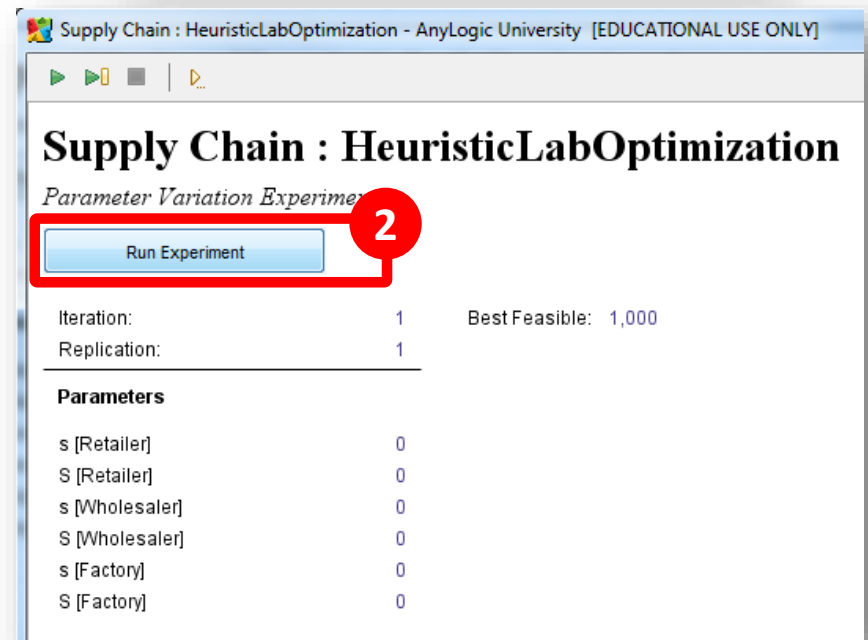 Supply Chain : HeuristicLabOptimization - AnyLogic University [EDUCATIONAL USE ONLY]
Supply Chain : HeuristicLabOptimization
Parameter Variation Experimen
2
Run Experiment
Iteration: 1 Best Feasible: 1,000
Replication: 1
Parameters
s [Retailer] 0
S [Retailer] 0
s [Wholesaler] 0
S [Wholesaler] 0
s [Factory] 0
S [Factory] 0